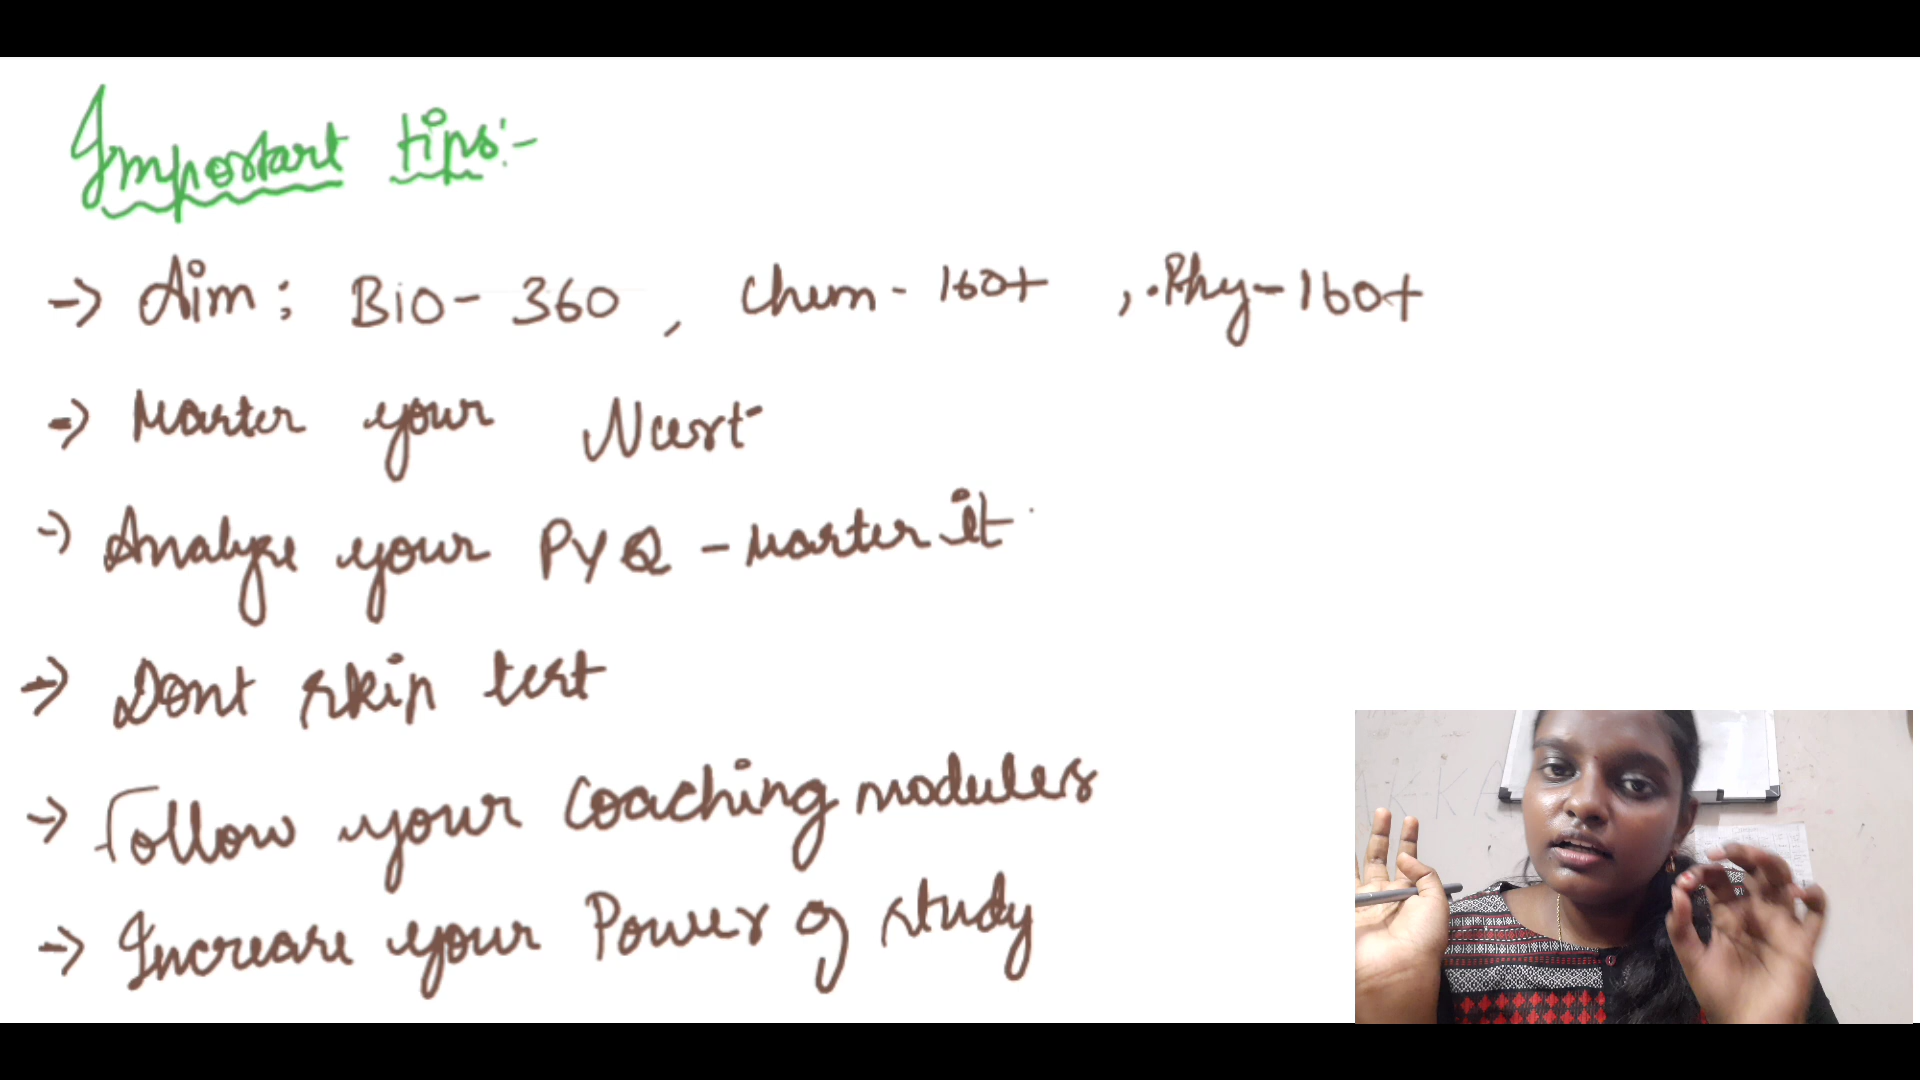 Important tips:-
→ Aim: Bio - 360, Chem - 160+, Phy - 160+
→ Master your Ncert
→ Analyze your PYQ - Master it
→ Dont skip test
→ Follow your coaching modules
→ Increase your Power of study